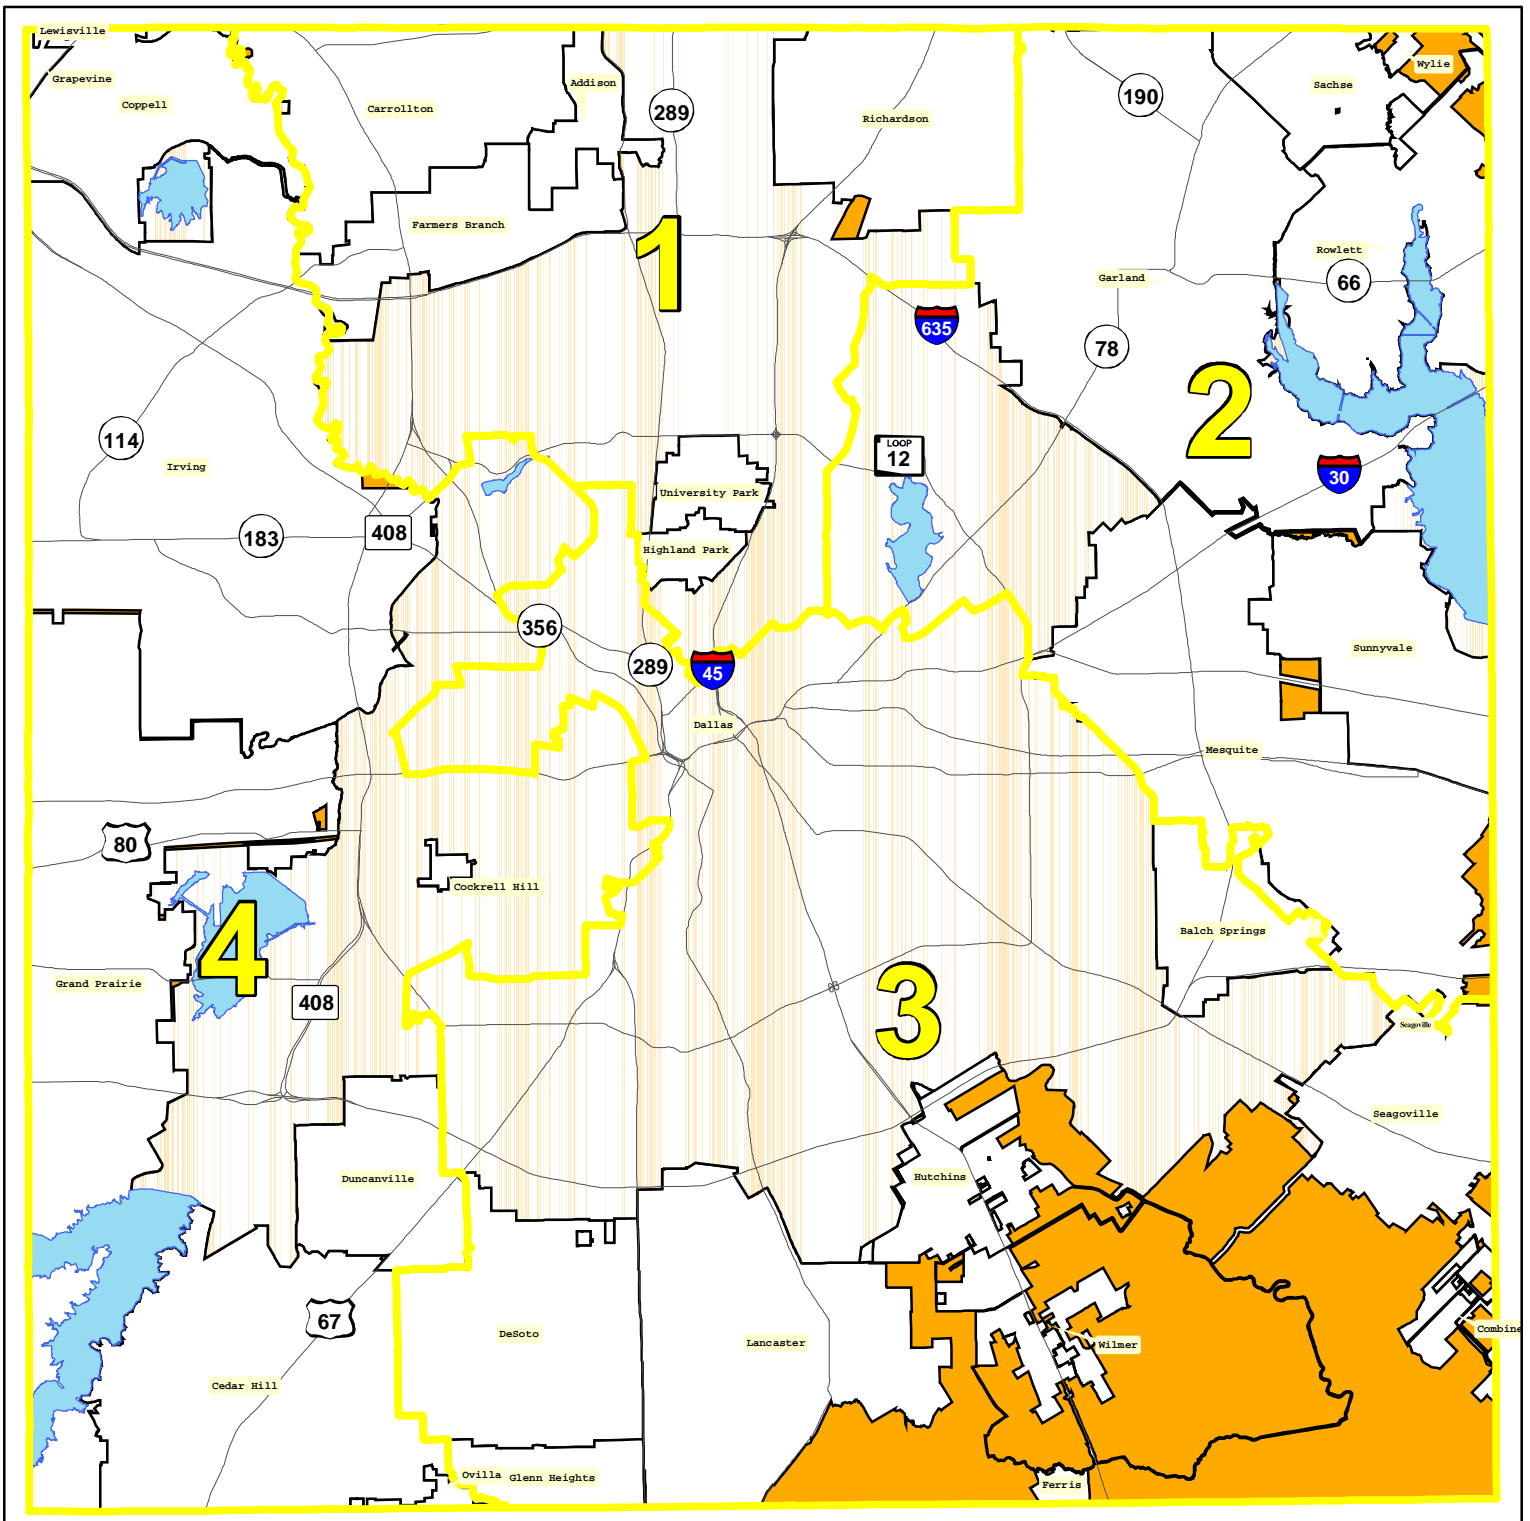 Lewisville
Grapevine
Coppell
Carrollton
Addison
289
Richardson
190
Sachse
Wylie
Farmers Branch
1
Garland
Rowlett
66
635
78
2
114
Irving
LOOP
12
30
University Park
183
408
Highland Park
356
289
45
Sunnyvale
Dallas
Mesquite
80
Cockrell Hill
4
Balch Springs
Grand Prairie
408
3
Seagoville
Seagoville
Duncanville
Hutchins
67
DeSoto
Lancaster
Wilmer
Combine
Cedar Hill
Ovilla
Glenn Heights
Ferris